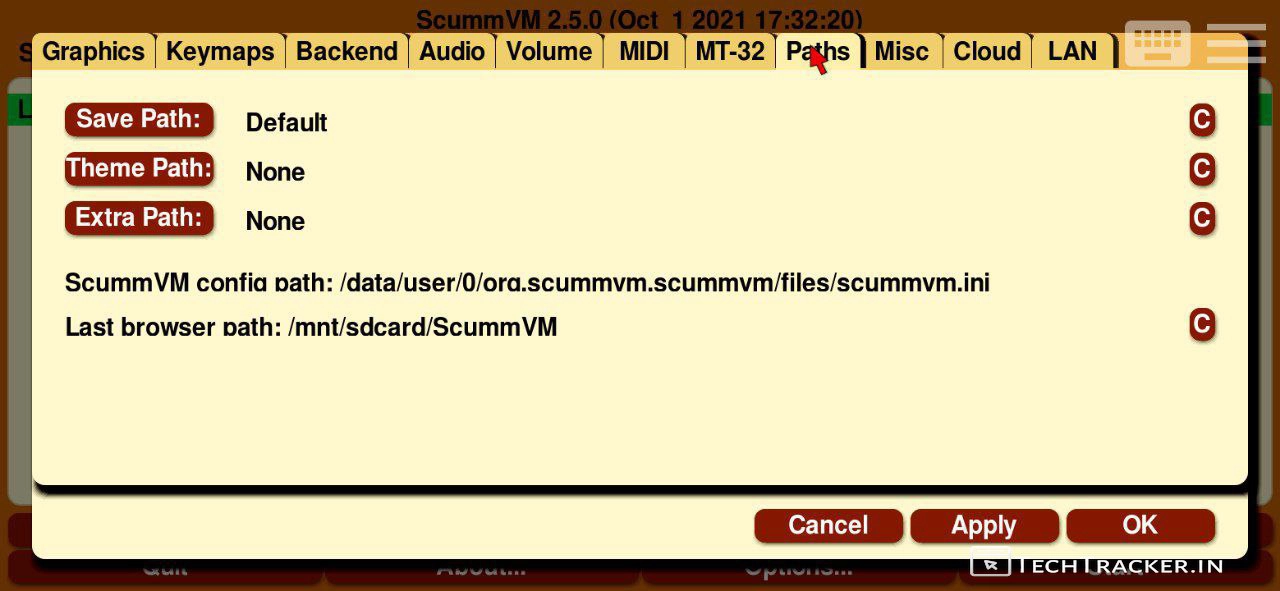 ScummVM 2.5.0 (Oct 1 2021 17:32:20)
Graphics Keymaps Backend Audio Volume MIDI MT-32 Paths Misc Cloud LAN
Save Path: Default C
Theme Path: None C
Extra Path: None C
ScummVM config path: /data/user/0/org.scummvm.scummvm/files/scummvm.ini
Last browser path: /mnt/sdcard/ScummVM C
Cancel Apply OK
Quit About... Options... Start
TECHTRACKER.IN